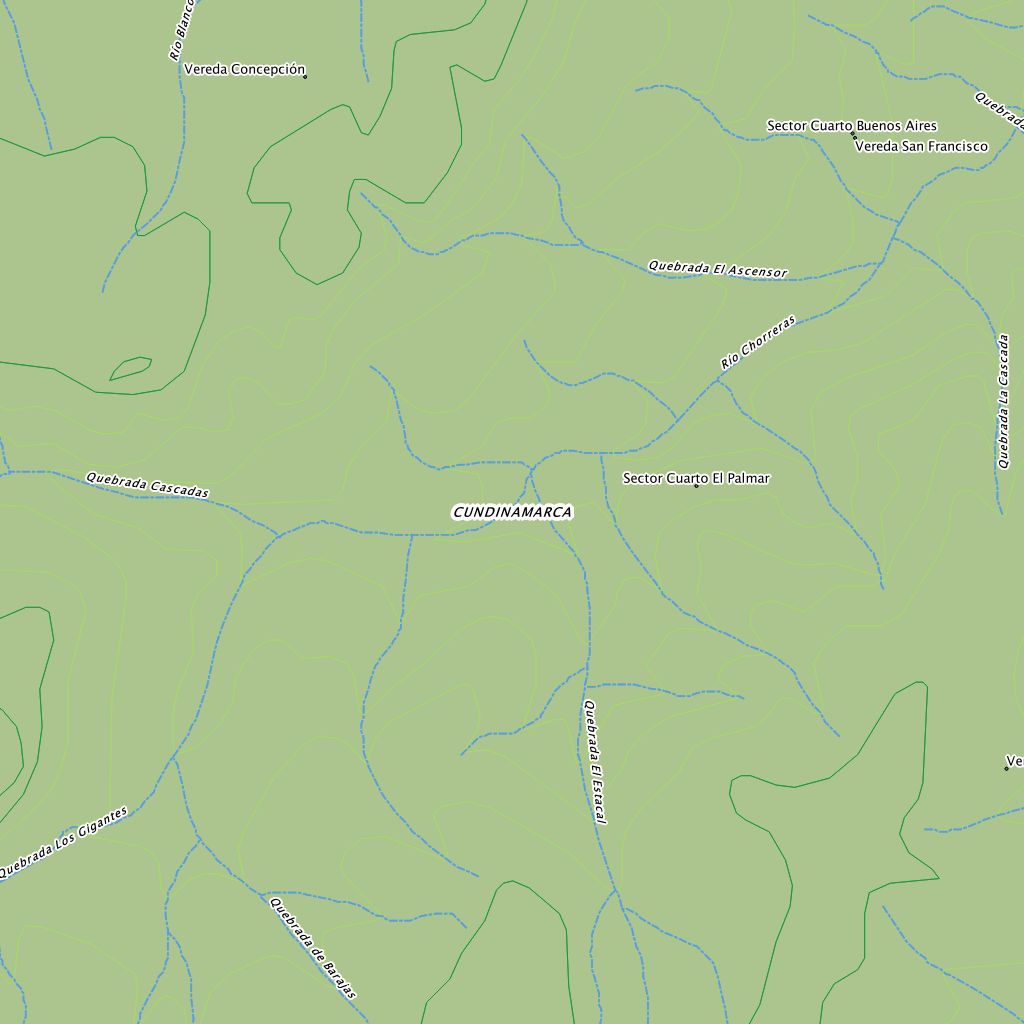 Río Blanco
Vereda Concepción
Quebrada
Sector Cuarto Buenos Aires
Vereda San Francisco
Quebrada El Ascensor
Río Chorreras
Quebrada La Cascada
Quebrada Cascadas
Sector Cuarto El Palmar
CUNDINAMARCA
Quebrada El Estacal
Ve
Quebrada Los Gigantes
Quebrada de Barajas